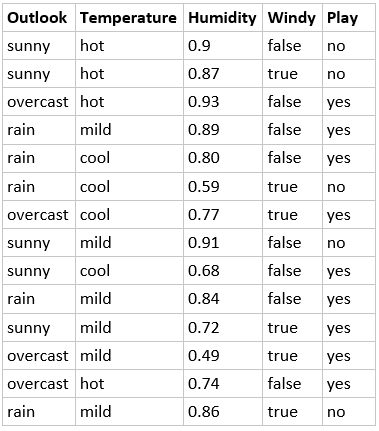 Outlook Temperature Humidity Windy Play
sunny hot 0.9 false no
sunny hot 0.87 true no
overcast hot 0.93 false yes
rain mild 0.89 false yes
rain cool 0.80 false yes
rain cool 0.59 true no
overcast cool 0.77 true yes
sunny mild 0.91 false no
sunny cool 0.68 false yes
rain mild 0.84 false yes
sunny mild 0.72 true yes
overcast mild 0.49 true yes
overcast hot 0.74 false yes
rain mild 0.86 true no